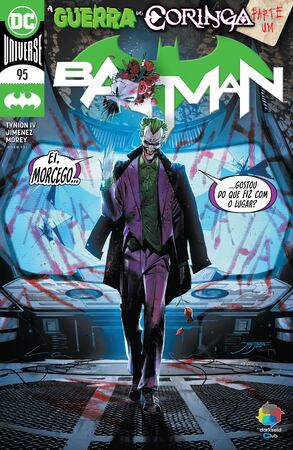 A GUERRA DO CORINGA PARTE UM
DC
UNIVERSE
95
BATMAN
TYNION IV
JIMENEZ
MOREY
EI,
MORCEGO...
...GOSTOU
DO QUE FIZ COM
O LUGAR?
darkseid
Club